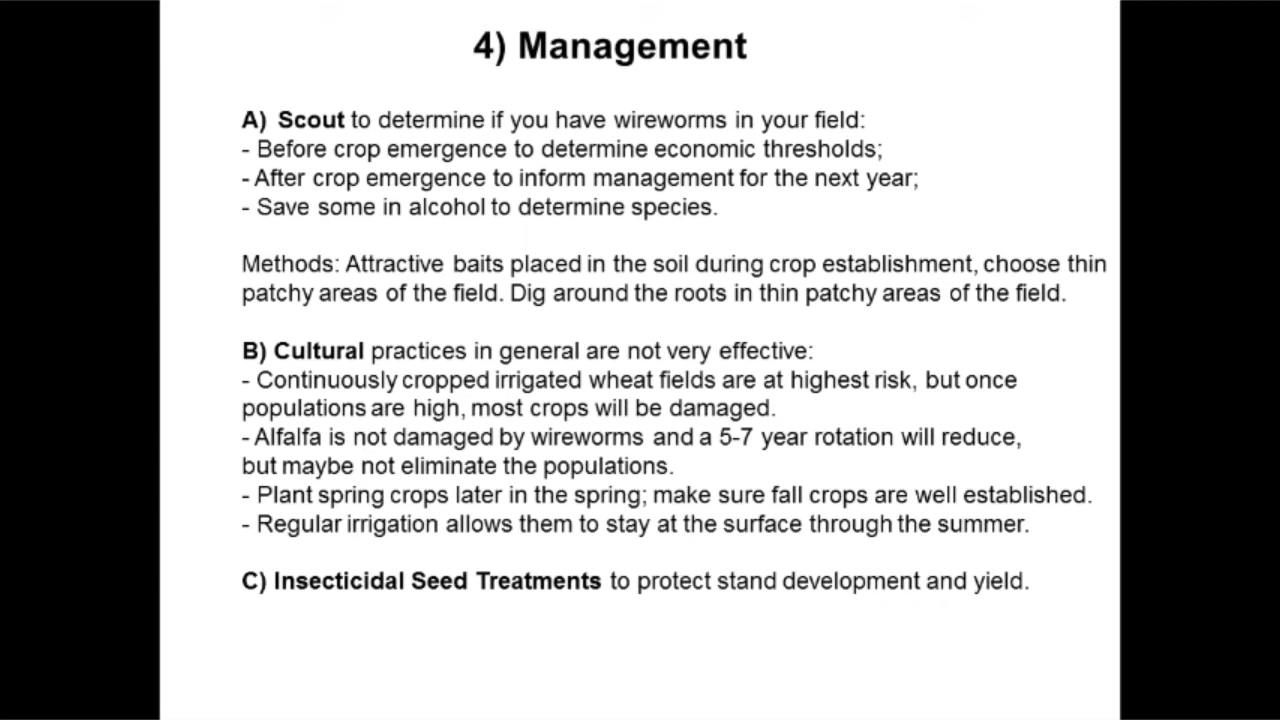 4) Management
A) Scout to determine if you have wireworms in your field:
- Before crop emergence to determine economic thresholds;
- After crop emergence to inform management for the next year;
- Save some in alcohol to determine species.
Methods: Attractive baits placed in the soil during crop establishment, choose thin
patchy areas of the field. Dig around the roots in thin patchy areas of the field.
B) Cultural practices in general are not very effective:
- Continuously cropped irrigated wheat fields are at highest risk, but once
populations are high, most crops will be damaged.
- Alfalfa is not damaged by wireworms and a 5-7 year rotation will reduce,
but maybe not eliminate the populations.
- Plant spring crops later in the spring; make sure fall crops are well established.
- Regular irrigation allows them to stay at the surface through the summer.
C) Insecticidal Seed Treatments to protect stand development and yield.